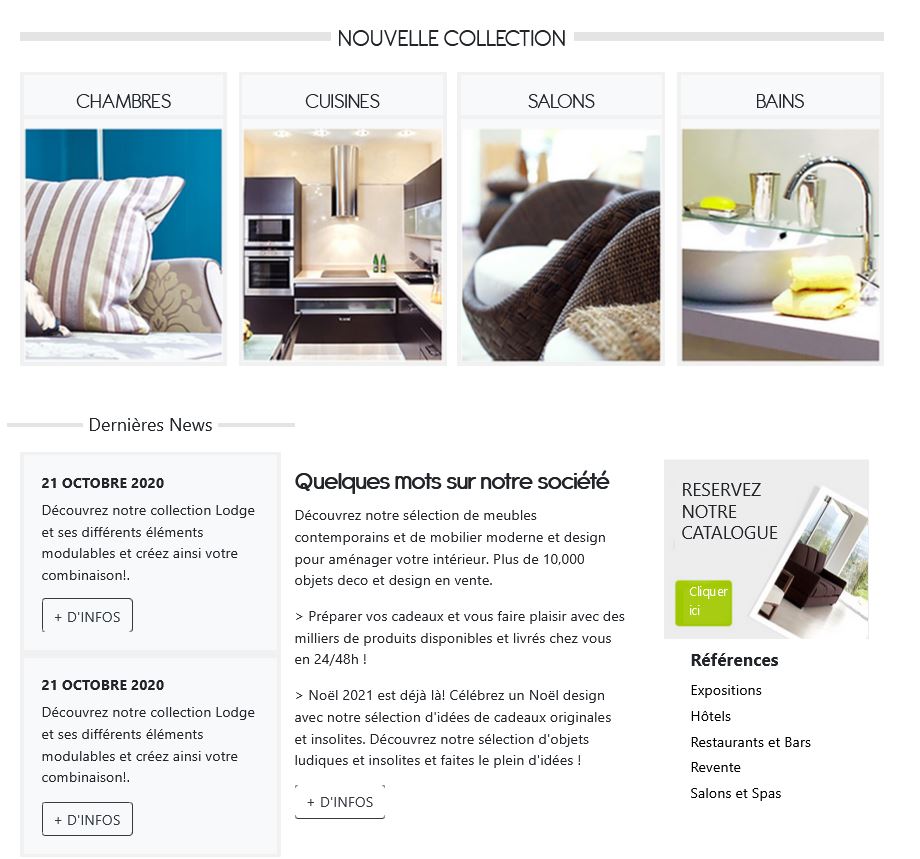 NOUVELLE COLLECTION
CHAMBRES
CUISINES
SALONS
BAINS
Dernières News
21 OCTOBRE 2020
Découvrez notre collection Lodge
et ses différents éléments
modulables et créez ainsi votre
combinaison!.
+ D'INFOS
21 OCTOBRE 2020
Découvrez notre collection Lodge
et ses différents éléments
modulables et créez ainsi votre
combinaison!.
+ D'INFOS
Quelques mots sur notre société
Découvrez notre sélection de meubles
contemporains et de mobilier moderne et design
pour aménager votre intérieur. Plus de 10,000
objets deco et design en vente.
> Préparer vos cadeaux et vous faire plaisir avec des
milliers de produits disponibles et livrés chez vous
en 24/48h !
> Noël 2021 est déjà là! Célébrez un Noël design
avec notre sélection d'idées de cadeaux originales
et insolites. Découvrez notre sélection d'objets
ludiques et insolites et faites le plein d'idées !
+ D'INFOS
RESERVEZ
NOTRE
CATALOGUE
Cliquer
ici
Références
Expositions
Hôtels
Restaurants et Bars
Revente
Salons et Spas